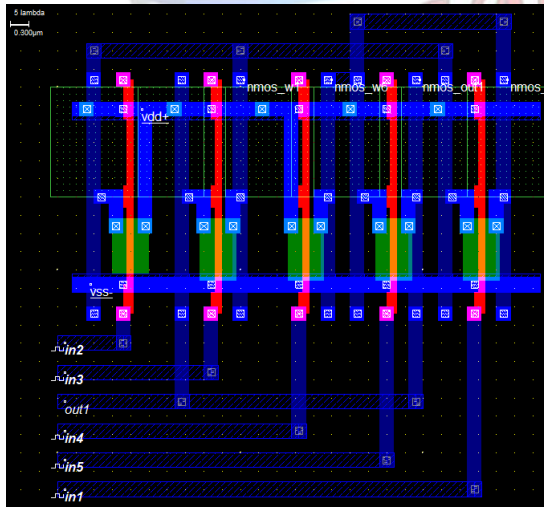 5 lambda
0.300µm
nmos_w1
nmos_w6
nmos_out1
nmos_
vdd+
vss-
in2
in3
out1
in4
in5
in1